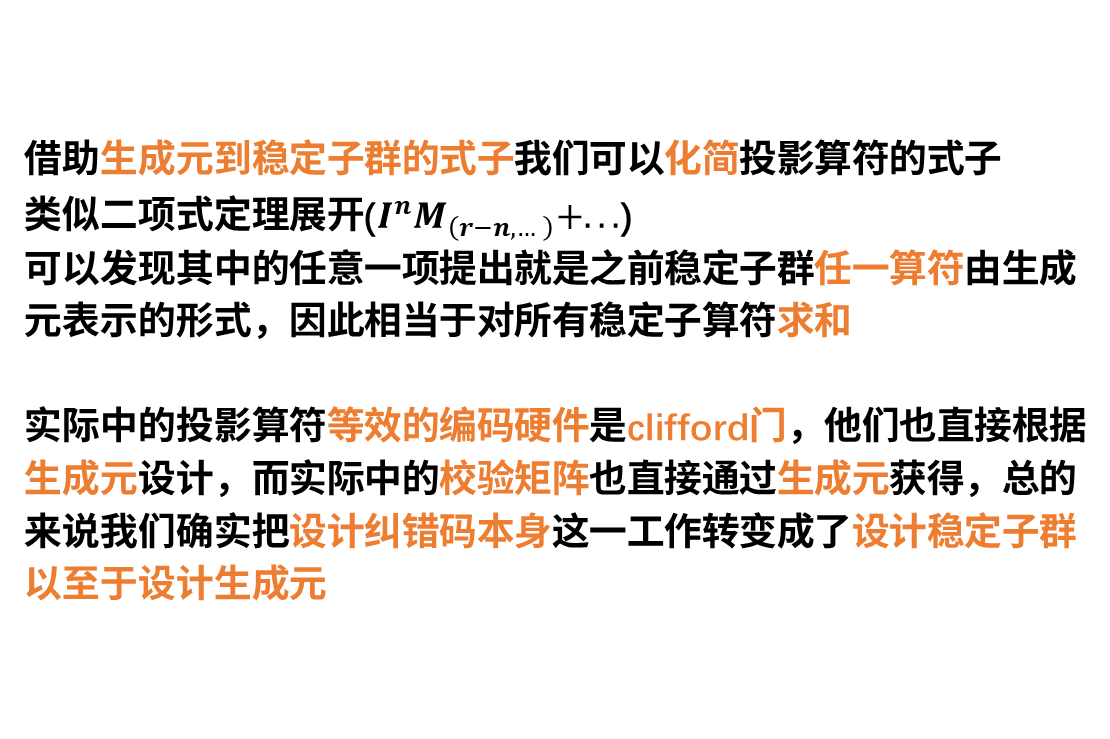 借助生成元到稳定子群的式子我们可以化简投影算符的式子
类似二项式定理展开(IⁿM₍r₋n,…₎+…)
可以发现其中的任意一项提出就是之前稳定子群任一算符由生成
元表示的形式，因此相当于对所有稳定子算符求和
实际中的投影算符等效的编码硬件是clifford门，他们也直接根据
生成元设计，而实际中的校验矩阵也直接通过生成元获得，总的
来说我们确实把设计纠错码本身这一工作转变成了设计稳定子群
以至于设计生成元